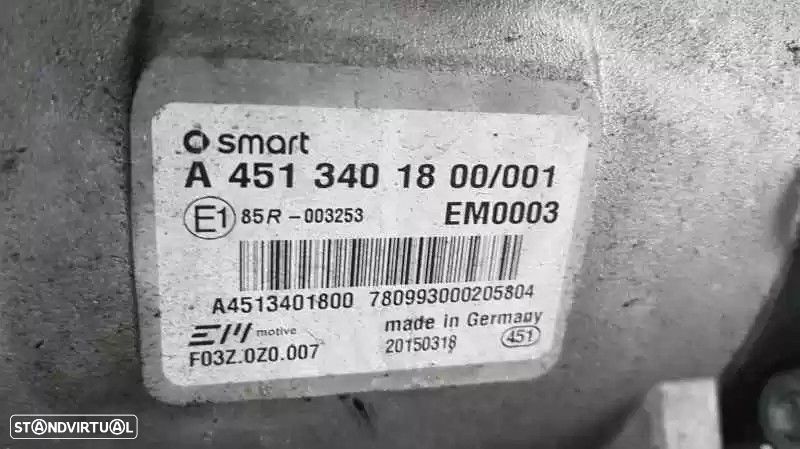 smart
A 451 340 18 00/001
E1 85R-003253 EM0003
A4513401800 780993000205804
EM motive made in Germany
F03Z.0Z0.007 20150318 451
STANDVIRTUAL